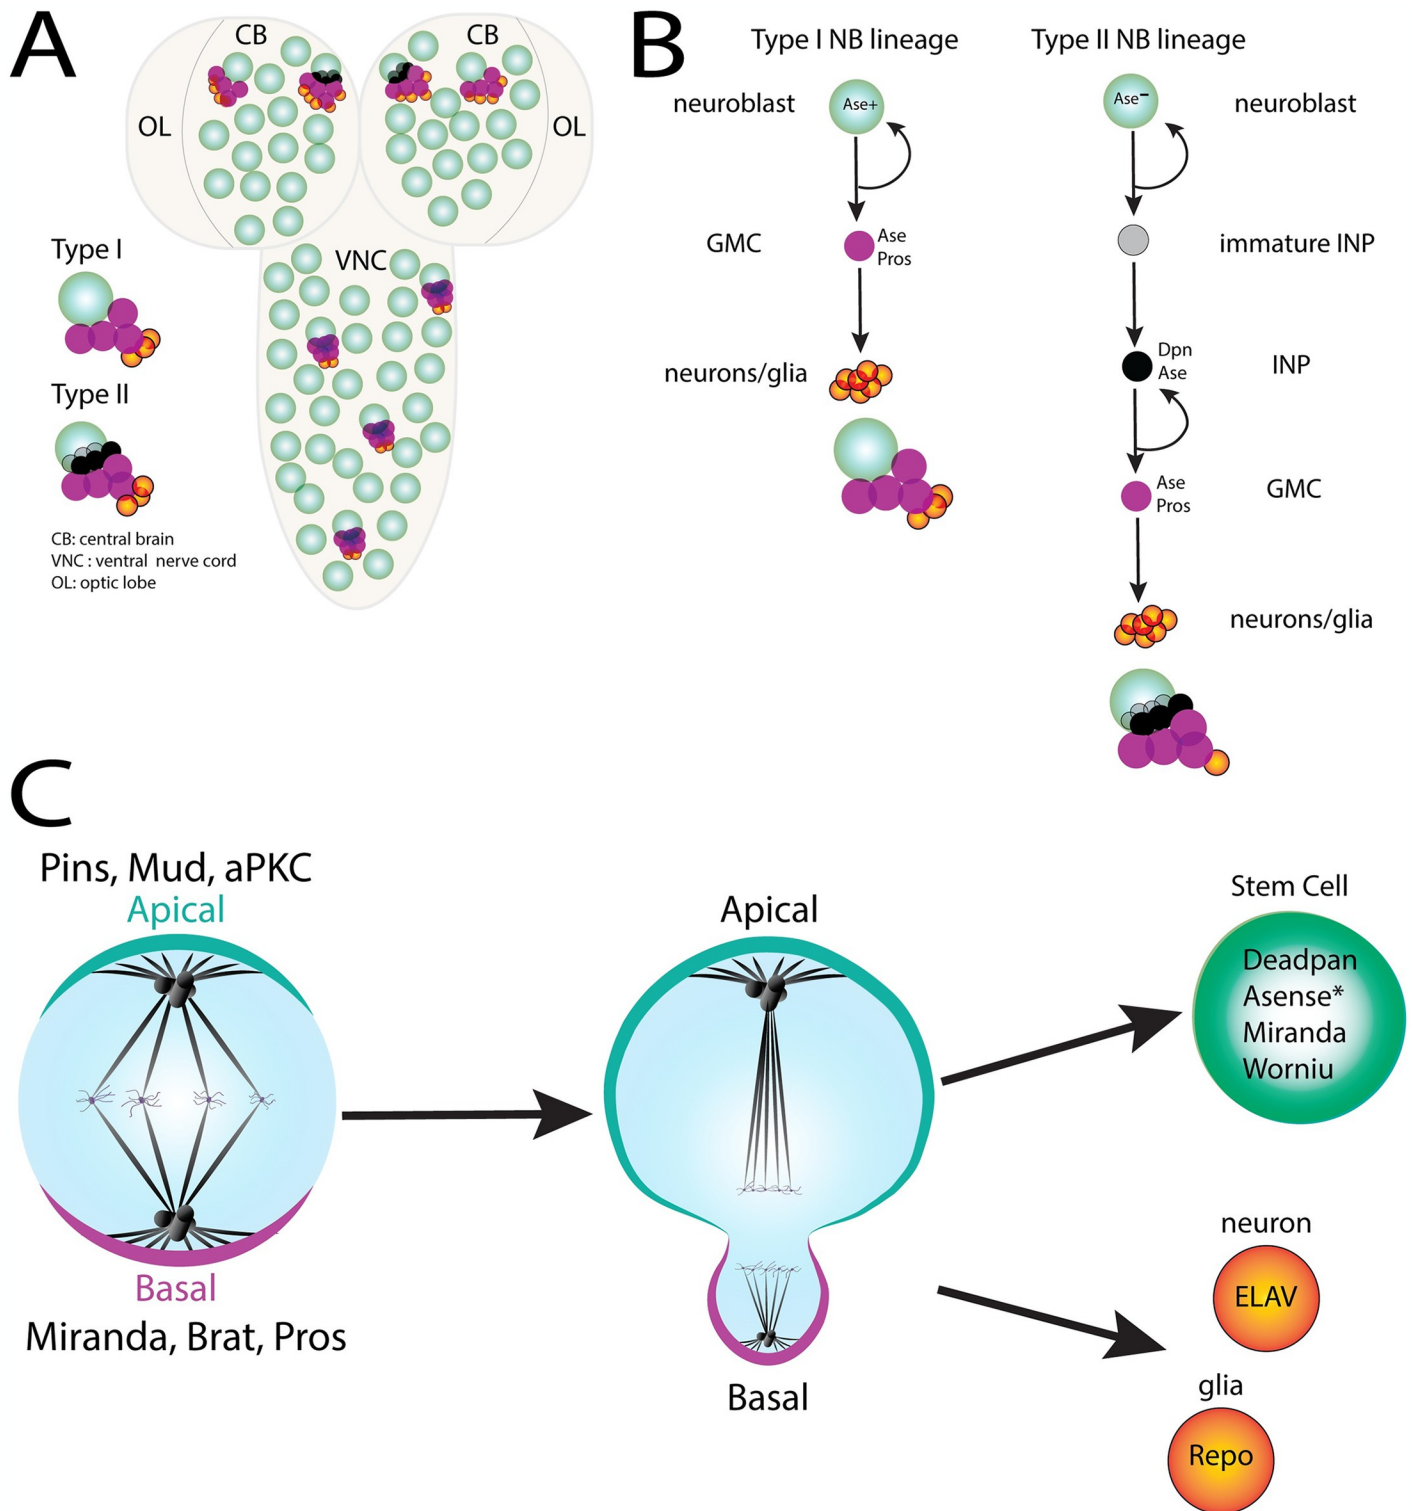 A
CB
CB
OL
OL
VNC
Type I
Type II
CB: central brain
VNC : ventral nerve cord
OL: optic lobe
B
Type I NB lineage
neuroblast
Ase+
GMC
Ase
Pros
neurons/glia
Type II NB lineage
Ase−
neuroblast
immature INP
Dpn
Ase
INP
Ase
Pros
GMC
neurons/glia
C
Pins, Mud, aPKC
Apical
Basal
Miranda, Brat, Pros
Apical
Basal
Stem Cell
Deadpan
Asense*
Miranda
Worniu
neuron
ELAV
glia
Repo